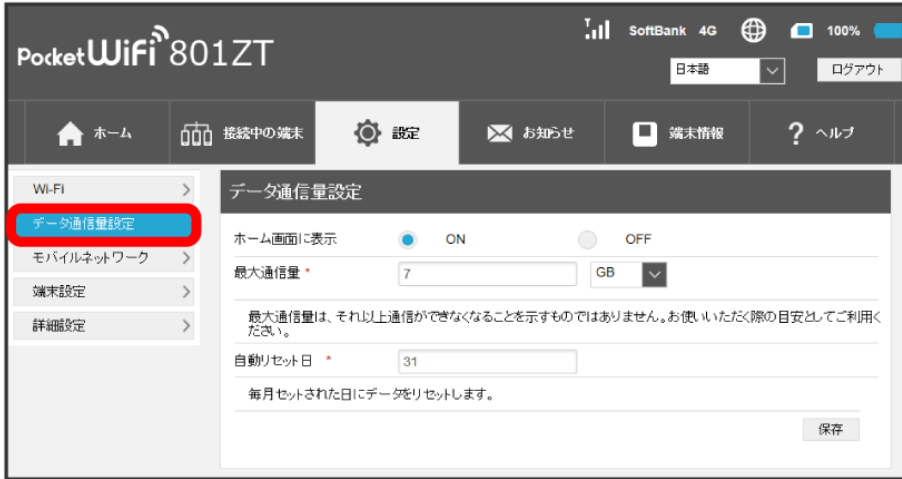 SoftBank 4G 100%
Pocket WiFi 801ZT
日本語 ログアウト
ホーム 接続中の端末 設定 お知らせ 端末情報 ? ヘルプ
Wi-Fi
データ通信量設定
モバイルネットワーク
端末設定
詳細設定
データ通信量設定
ホーム画面に表示 ON OFF
最大通信量 * 7 GB
最大通信量は、それ以上通信ができなくなることを示すものではありません。お使いいただく際の目安としてご利用く
ださい。
自動リセット日 * 31
毎月セットされた日にデータをリセットします。
保存